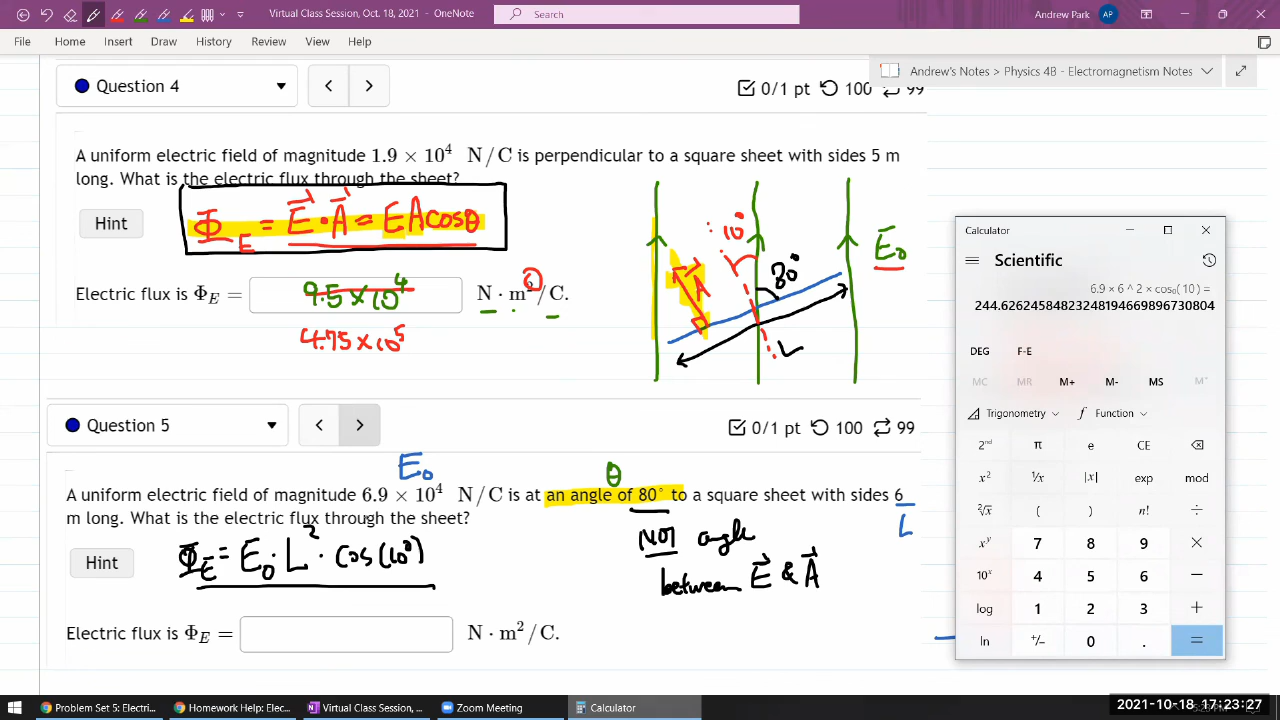 Virtual Class Session, Oct. 18, 2021 - OneNote
Search
Andrew Park
AP
File Home Insert Draw History Review View Help
Andrew's Notes > Physics 4B - Electromagnetism Notes
Question 4
0/1 pt 100 99
A uniform electric field of magnitude 1.9 × 10⁴ N/C is perpendicular to a square sheet with sides 5 m
long. What is the electric flux through the sheet?
Hint
Φ_E = E⃗ · A⃗ = EA cosθ
Electric flux is Φ_E = 9.5 × 10⁴ N · m²/C.
4.75 × 10⁵
10°
80°
E⃗₀
A⃗
L
Question 5
0/1 pt 100 99
E₀
θ
A uniform electric field of magnitude 6.9 × 10⁴ N/C is at an angle of 80° to a square sheet with sides 6
m long. What is the electric flux through the sheet?
L
Hint
Φ_E = E₀ · L² · cos(10°)
NOT angle
between E⃗ & A⃗
Electric flux is Φ_E = N · m²/C.
Calculator
Scientific
6.9 × 6 ^ 2 × cos₀(10) =
244.62624584823248194669896730804
DEG F-E
MC MR M+ M- MS M˅
Trigonometry Function
2ⁿᵈ π e CE
x² ¹/x |x| exp mod
²√x ( ) n! ÷
xʸ 7 8 9 ×
10ˣ 4 5 6 −
log 1 2 3 +
ln +/− 0 . =
Problem Set 5: Electri...
Homework Help: Elec...
Virtual Class Session, ...
Zoom Meeting
Calculator
2021-10-18 17:23:27